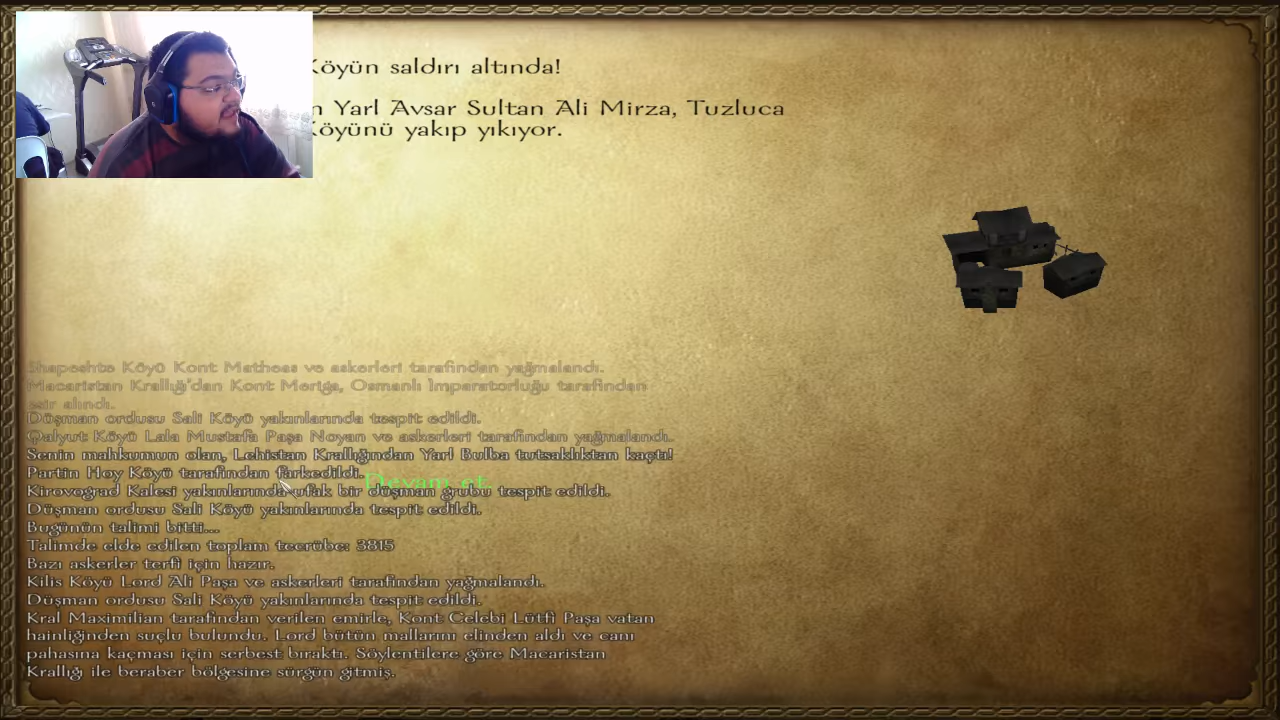 Köyün saldırı altında!
n Yarl Avsar Sultan Ali Mirza, Tuzluca
Köyünü yakıp yıkıyor.
Shapeshte Köyü Kont Matheas ve askerleri tarafından yağmalandı.
Macaristan Krallığı'dan Kont Meriga, Osmanlı İmparatorluğu tarafından
esir alındı.
Düşman ordusu Sali Köyü yakınlarında tespit edildi.
Qalyut Köyü Lala Mustafa Paşa Noyan ve askerleri tarafından yağmalandı.
Senin mahkumun olan, Lehistan Krallığından Yarl Bulba tutsaklıktan kaçtı!
Partin Hoy Köyü tarafından farkedildi.
Devam et.
Kirovograd Kalesi yakınlarında ufak bir düşman grubu tespit edildi.
Düşman ordusu Sali Köyü yakınlarında tespit edildi.
Bugünün talimi bitti...
Talimde elde edilen toplam tecrübe: 3815
Bazı askerler terfi için hazır.
Kilis Köyü Lord Ali Paşa ve askerleri tarafından yağmalandı.
Düşman ordusu Sali Köyü yakınlarında tespit edildi.
Kral Maximilian tarafından verilen emirle, Kont Celebi Lütfi Paşa vatan
hainliğinden suçlu bulundu. Lord bütün mallarını elinden aldı ve canı
pahasına kaçması için serbest bıraktı. Söylentilere göre Macaristan
Krallığı ile beraber bölgesine sürgün gitmiş.